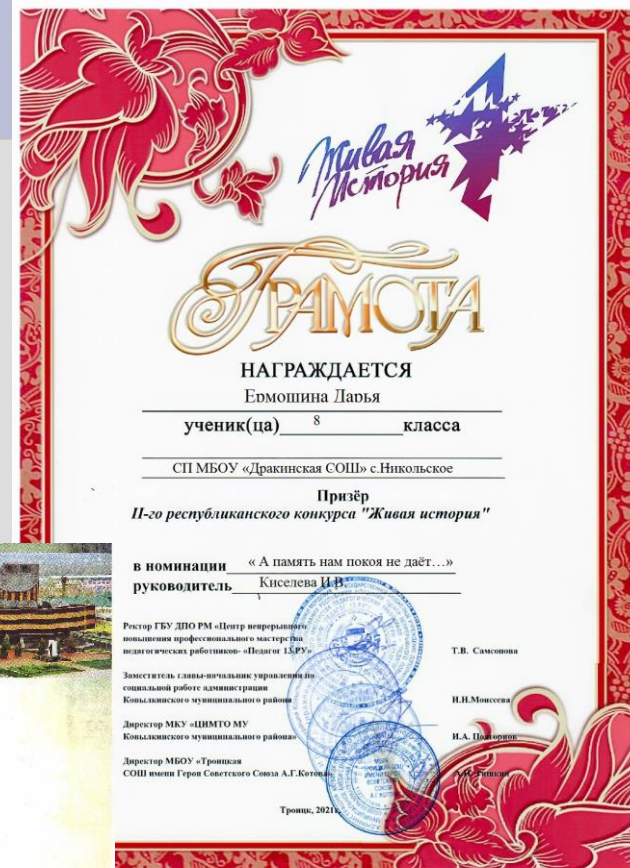 Живая
История
ГРАМОТА
НАГРАЖДАЕТСЯ
Ермошина Дарья
ученик(ца) 8 класса
СП МБОУ «Дракинская СОШ» с.Никольское
Призёр
II-го республиканского конкурса "Живая история"
в номинации « А память нам покоя не даёт…»
руководитель Киселева И.В.
Ректор ГБУ ДПО РМ «Центр непрерывного
повышения профессионального мастерства
педагогических работников- «Педагог 13.РУ» Т.В. Самсонова
Заместитель главы-начальник управления по
социальной работе администрации
Ковылкинского муниципального района И.Н.Моисеева
Директор МКУ «ЦИМТО МУ
Ковылкинского муниципального района» И.А.
Директор МБОУ «Троицкая
СОШ имени Героя Советского Союза А.Г.Котова»
Троицк, 2021г.